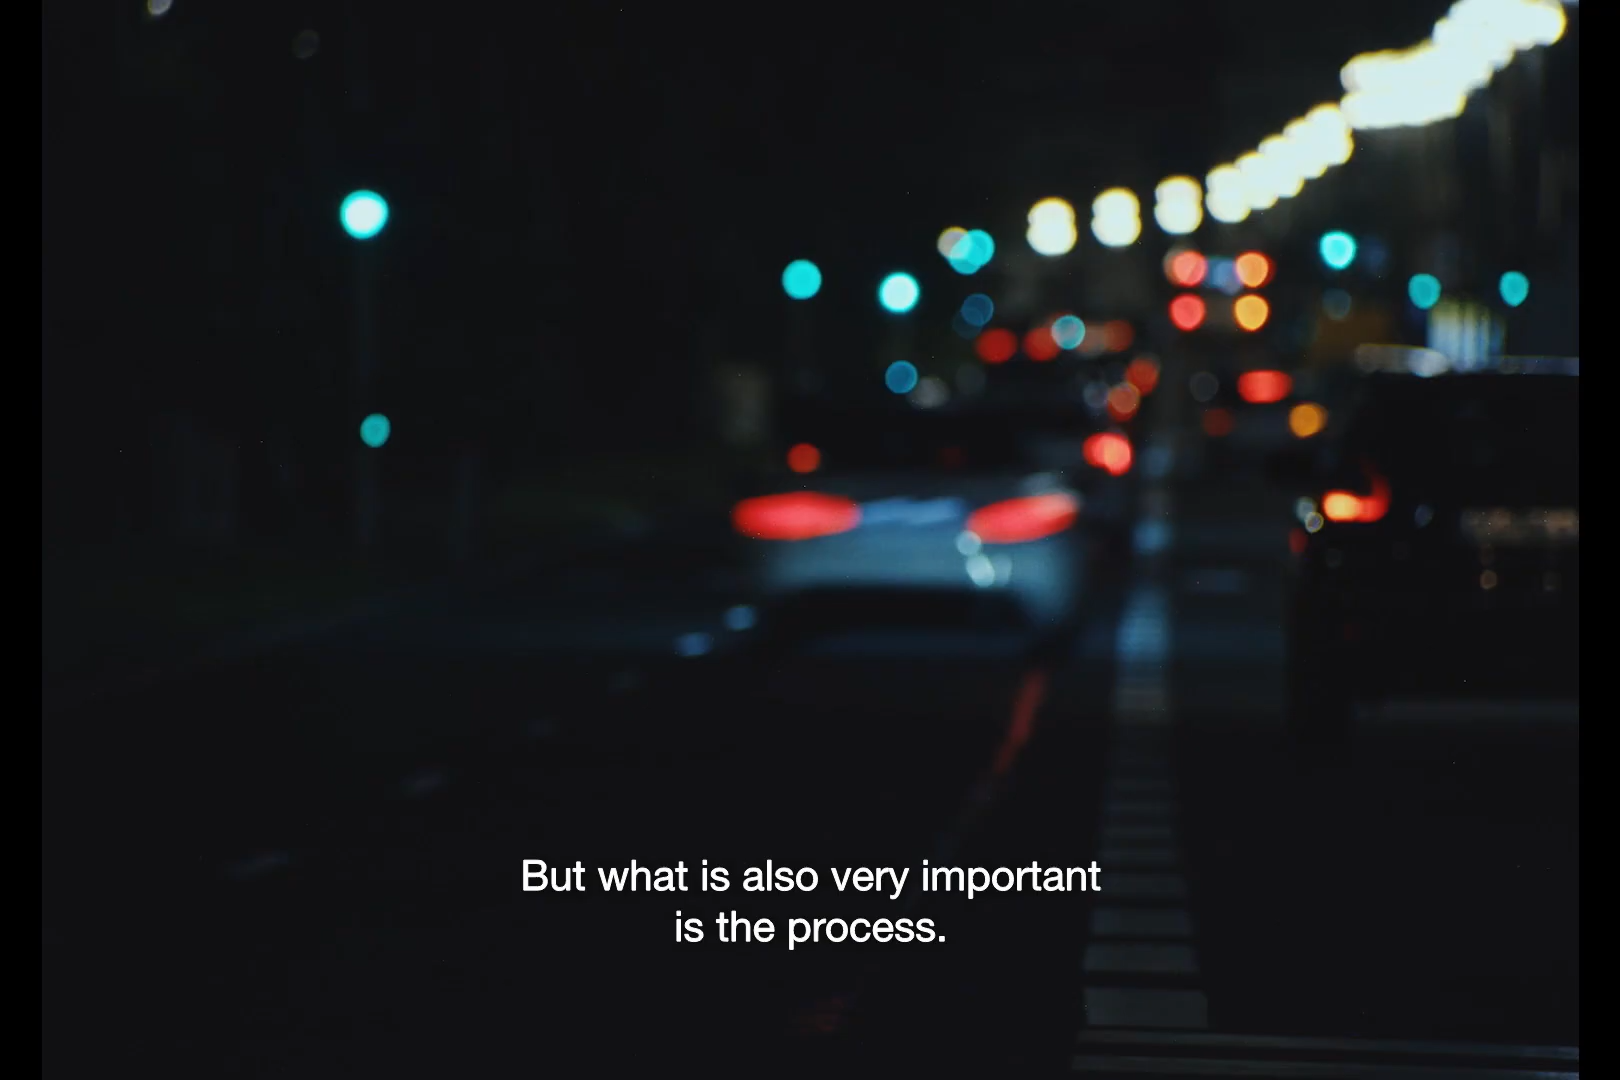 But what is also very important
is the process.